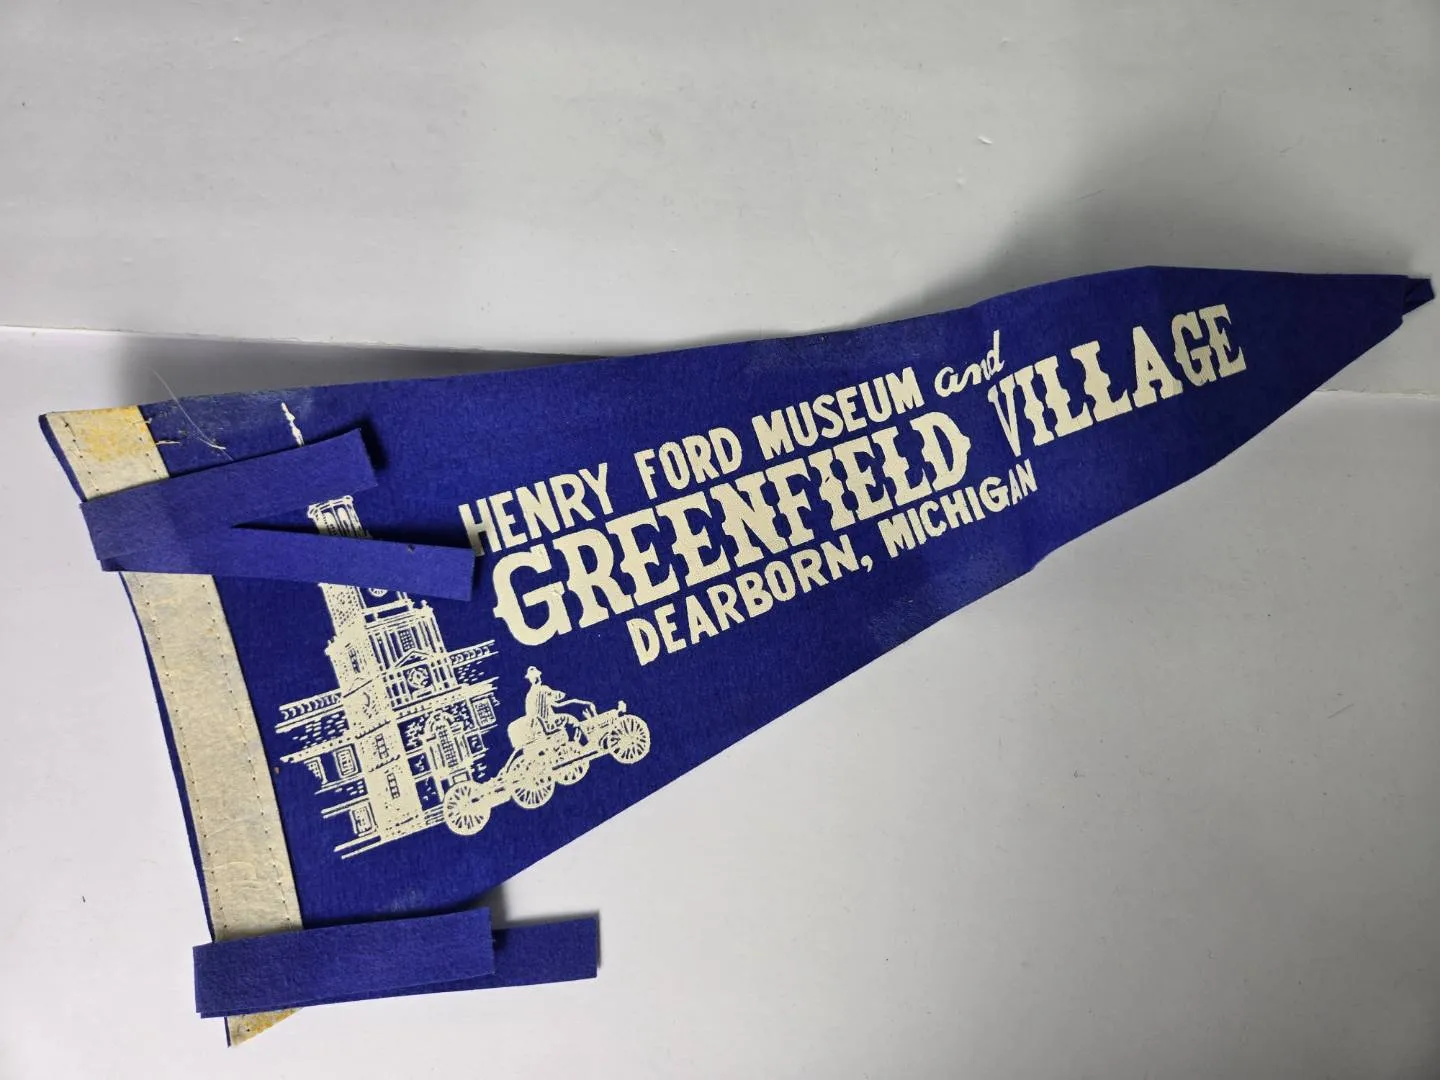 HENRY FORD MUSEUM and
GREENFIELD VILLAGE
DEARBORN, MICHIGAN